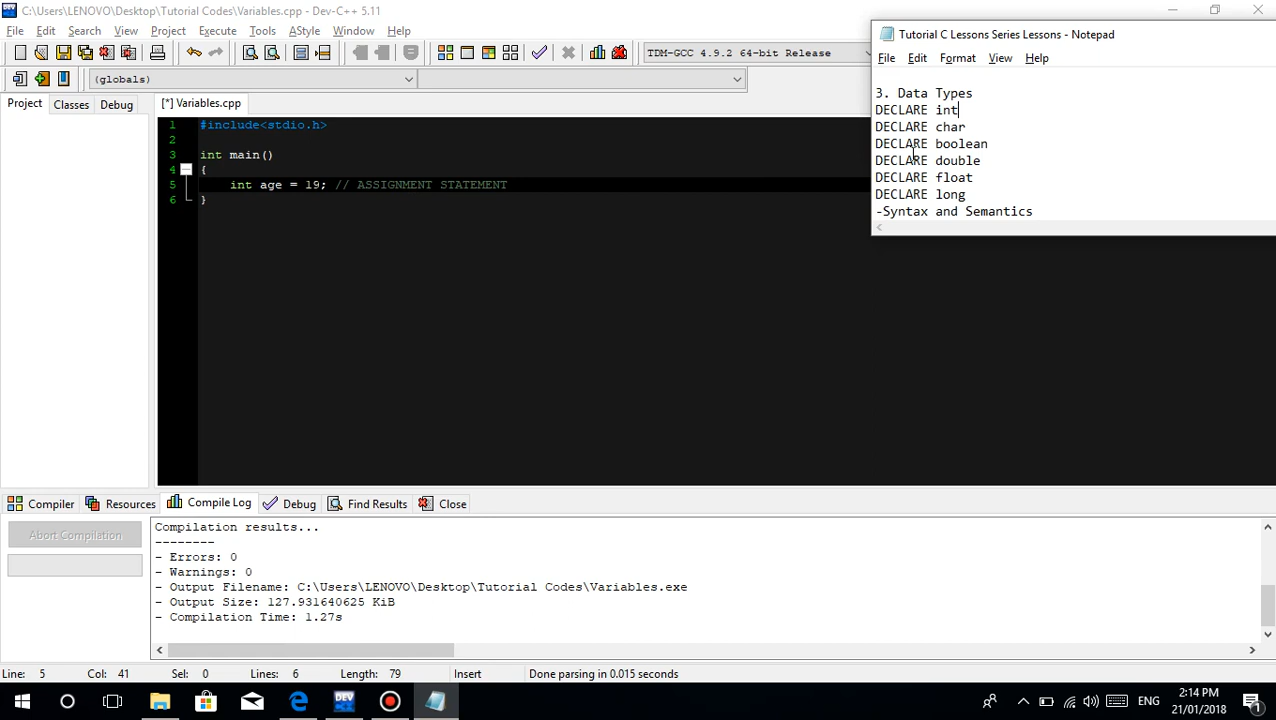 C:\Users\LENOVO\Desktop\Tutorial Codes\Variables.cpp - Dev-C++ 5.11
File Edit Search View Project Execute Tools AStyle Window Help
TDM-GCC 4.9.2 64-bit Release
(globals)
Project Classes Debug
[*] Variables.cpp
1 #include<stdio.h>
2
3 int main()
4 {
5 int age = 19; // ASSIGNMENT STATEMENT
6 }
Tutorial C Lessons Series Lessons - Notepad
File Edit Format View Help
3. Data Types
DECLARE int
DECLARE char
DECLARE boolean
DECLARE double
DECLARE float
DECLARE long
-Syntax and Semantics
Compiler Resources Compile Log Debug Find Results Close
Abort Compilation
Compilation results...
--------
- Errors: 0
- Warnings: 0
- Output Filename: C:\Users\LENOVO\Desktop\Tutorial Codes\Variables.exe
- Output Size: 127.931640625 KiB
- Compilation Time: 1.27s
Line: 5 Col: 41 Sel: 0 Lines: 6 Length: 79 Insert Done parsing in 0.015 seconds
DEV
ENG
2:14 PM
21/01/2018
1